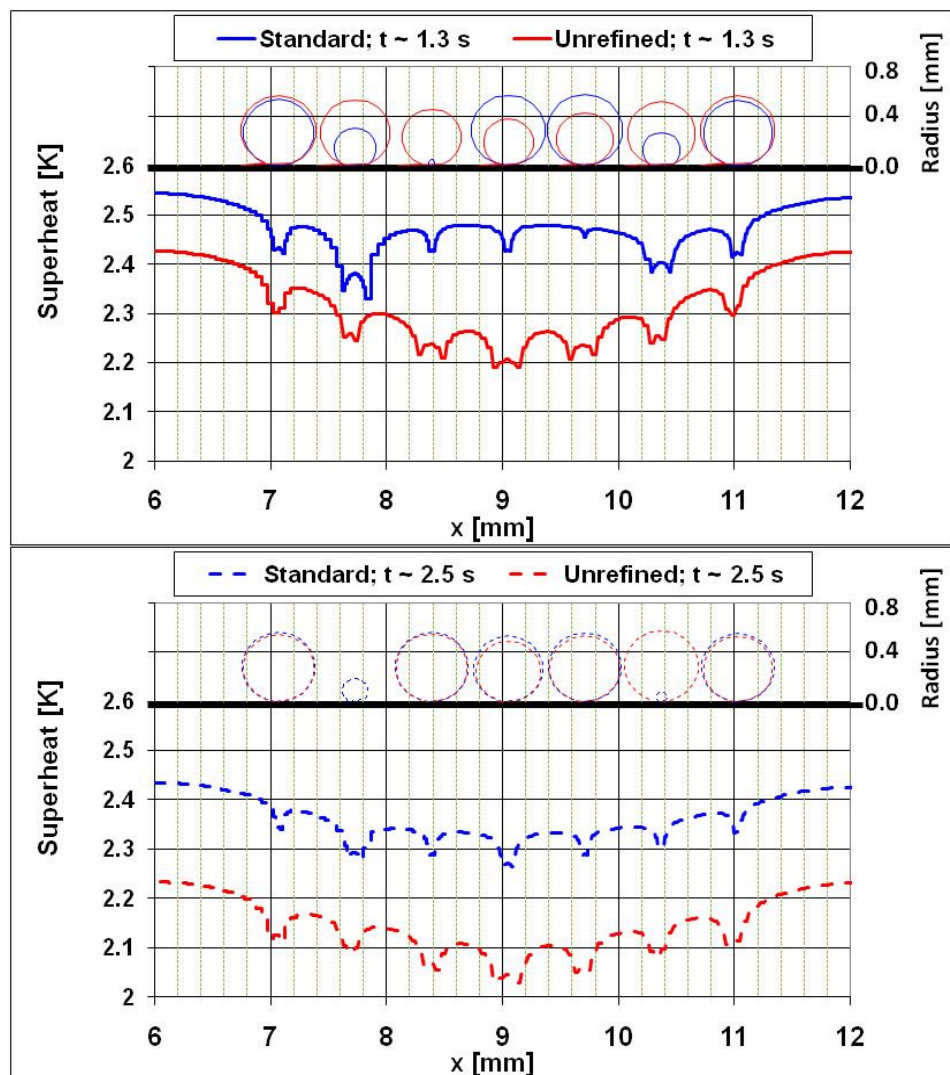 Standard; t ~ 1.3 s Unrefined; t ~ 1.3 s
Superheat [K]
2.6
2.5
2.4
2.3
2.2
2.1
2
0.8
0.4
0.0
Radius [mm]
6 7 8 9 10 11 12
x [mm]
Standard; t ~ 2.5 s Unrefined; t ~ 2.5 s
Superheat [K]
2.6
2.5
2.4
2.3
2.2
2.1
2
0.8
0.4
0.0
Radius [mm]
6 7 8 9 10 11 12
x [mm]